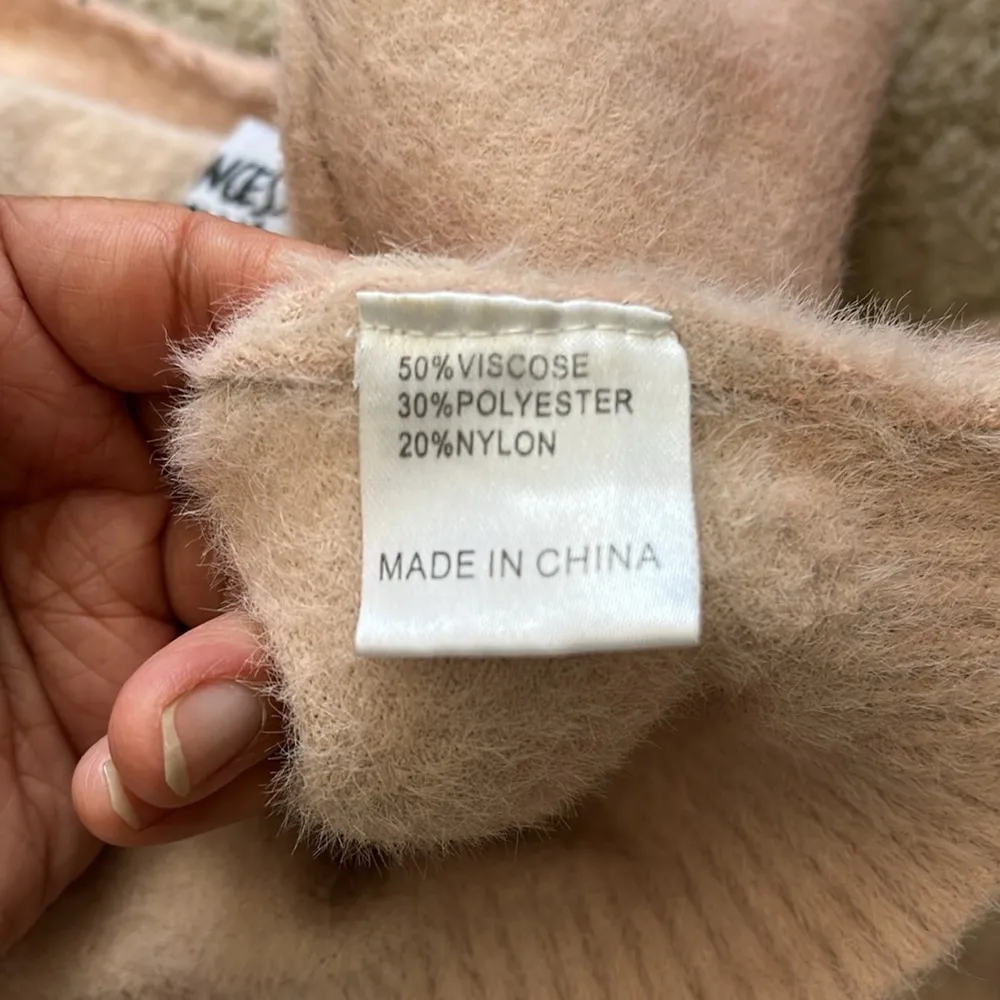 50%VISCOSE
30%POLYESTER
20%NYLON
MADE IN CHINA